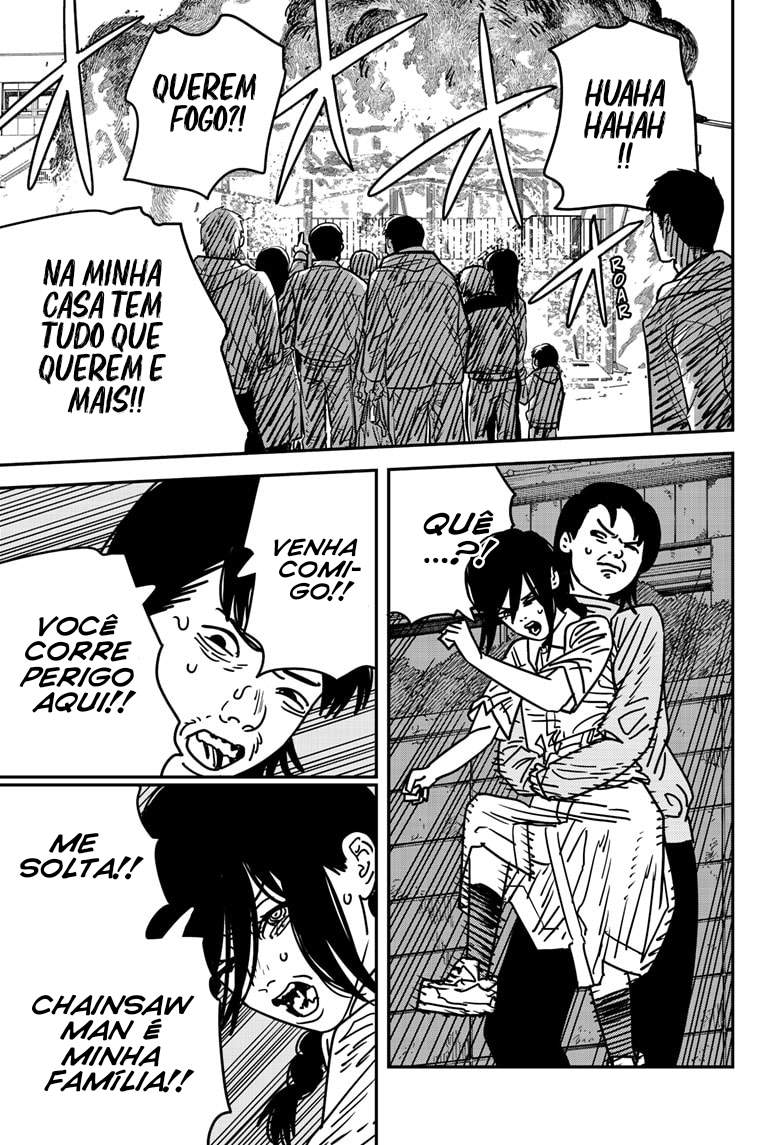 HUAHA
HAHAH
!!
QUEREM
FOGO?!
ROAR
NA MINHA
CASA TEM
TUDO QUE
QUEREM E
MAIS!!
QUÊ
...?!
VENHA
COMI-
GO!!
VOCÊ
CORRE
PERIGO
AQUI!!
ME
SOLTA!!
CHAINSAW
MAN É
MINHA
FAMÍLIA!!